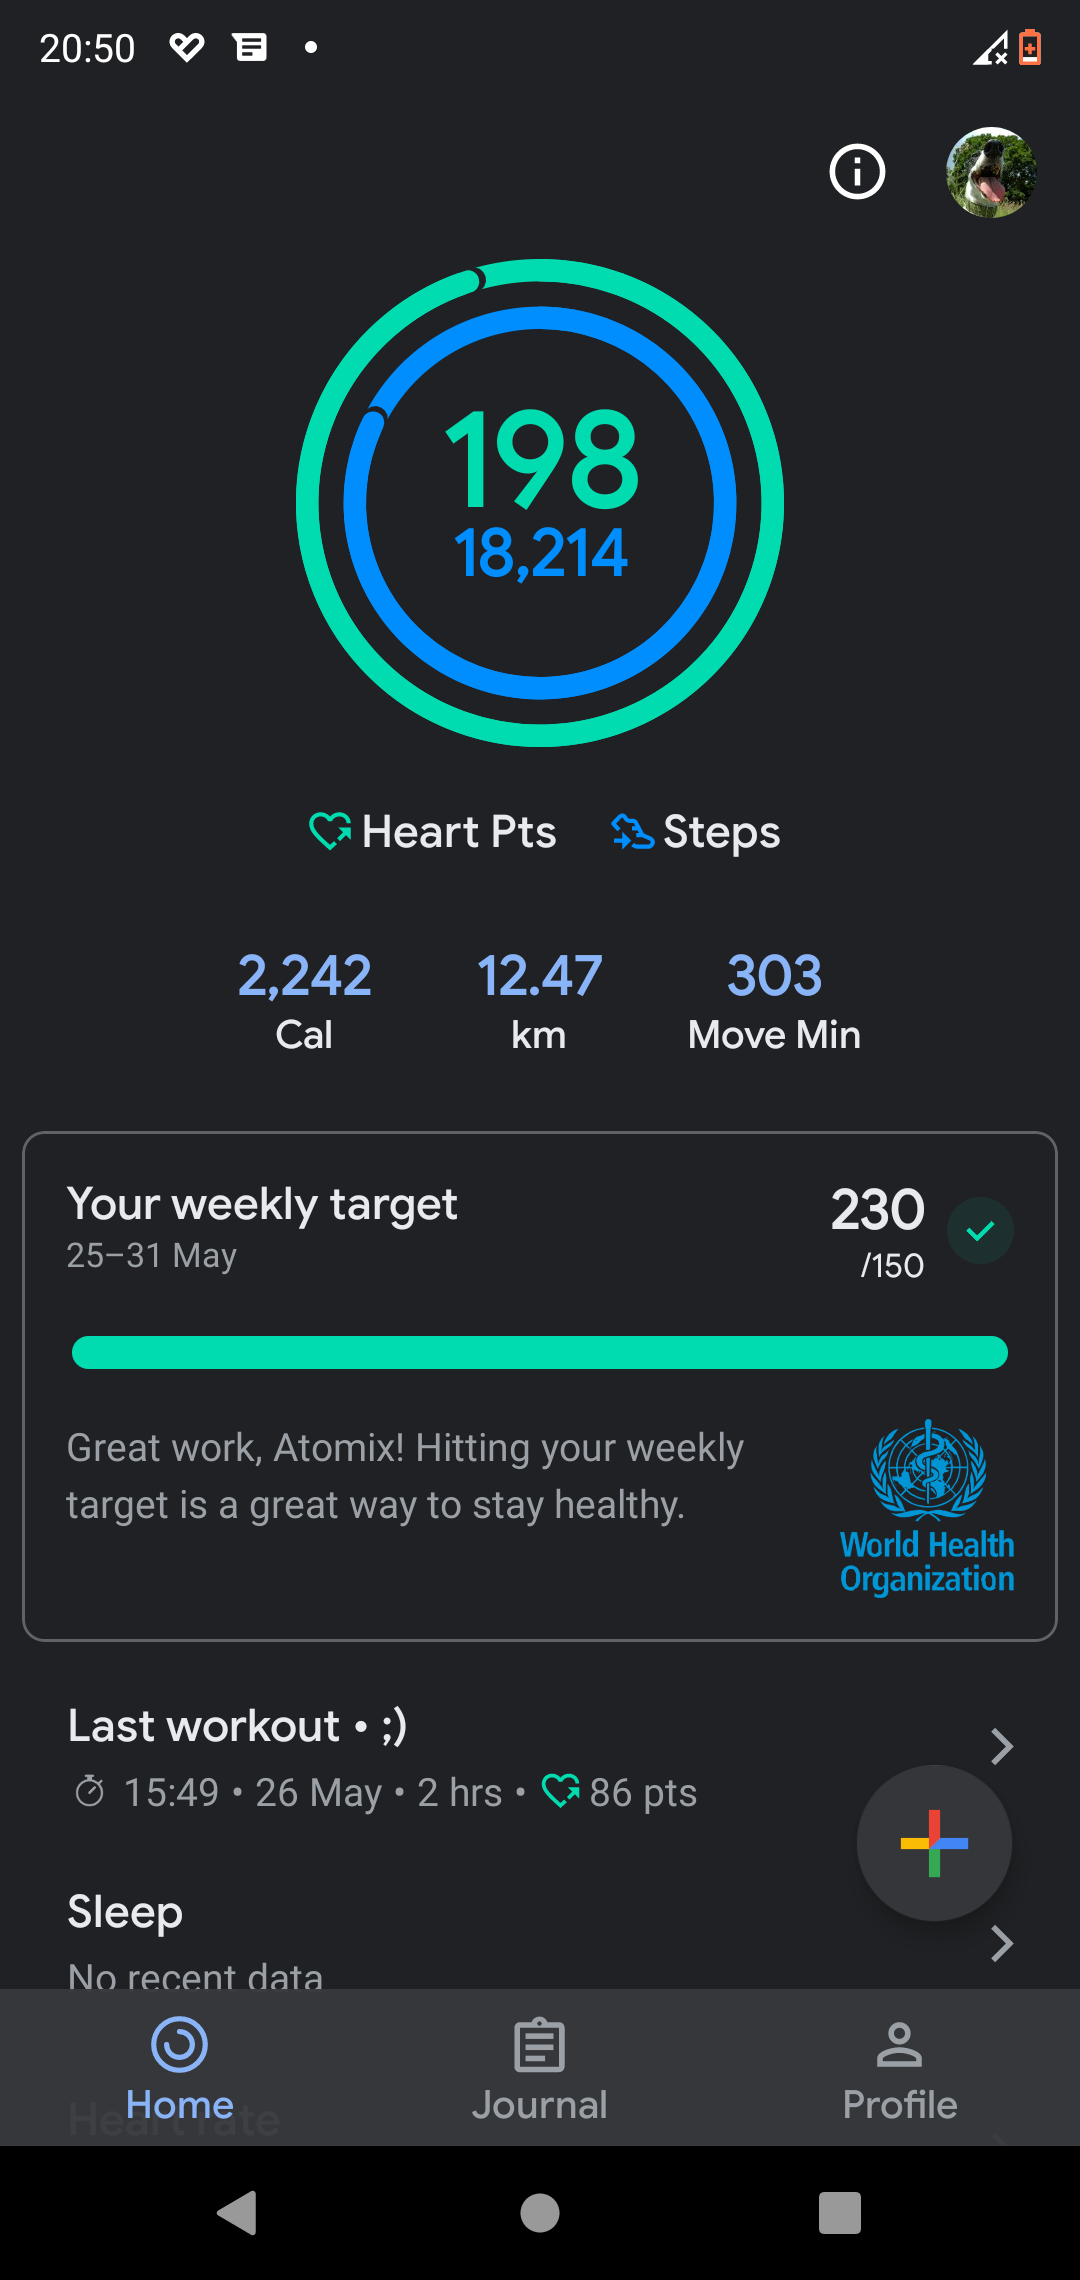 20:50
198
18,214
Heart Pts
Steps
2,242
12.47
303
Cal
km
Move Min
Your weekly target
230
25–31 May
/150
Great work, Atomix! Hitting your weekly
target is a great way to stay healthy.
World Health
Organization
Last workout • ;)
15:49 • 26 May • 2 hrs • 86 pts
Sleep
No recent data
Heart rate
Home
Journal
Profile